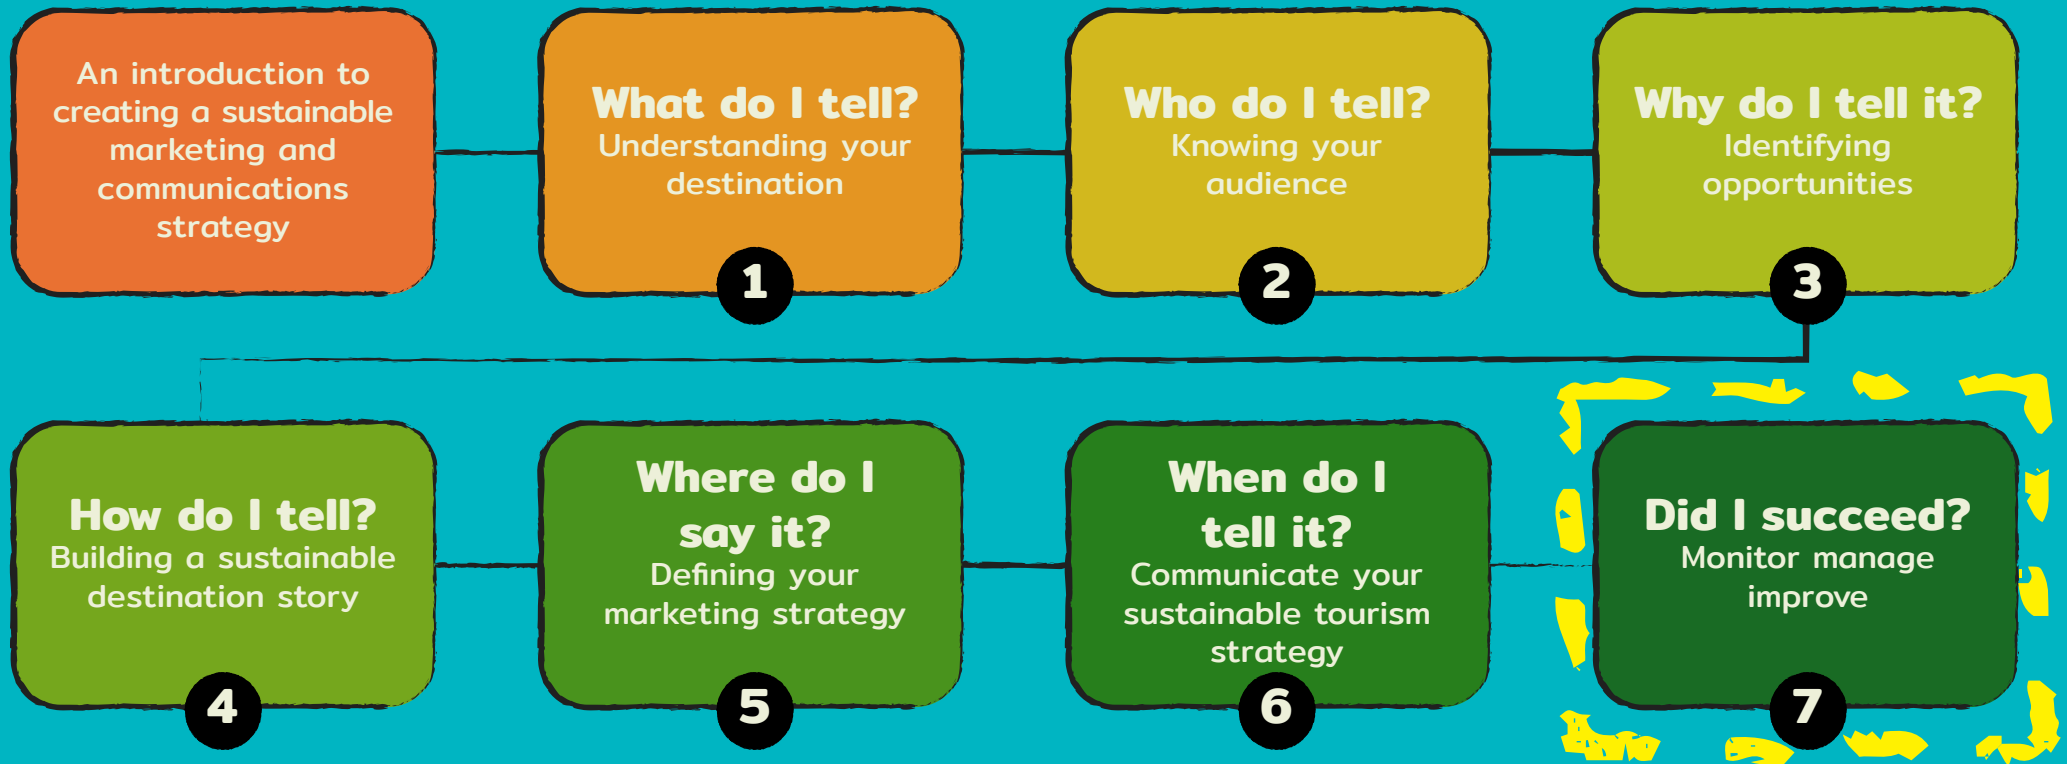 An introduction to
creating a sustainable
marketing and
communications
strategy
What do I tell?
Understanding your
destination
1
Who do I tell?
Knowing your
audience
2
Why do I tell it?
Identifying
opportunities
3
How do I tell?
Building a sustainable
destination story
4
Where do I
say it?
Defining your
marketing strategy
5
When do I
tell it?
Communicate your
sustainable tourism
strategy
6
Did I succeed?
Monitor manage
improve
7